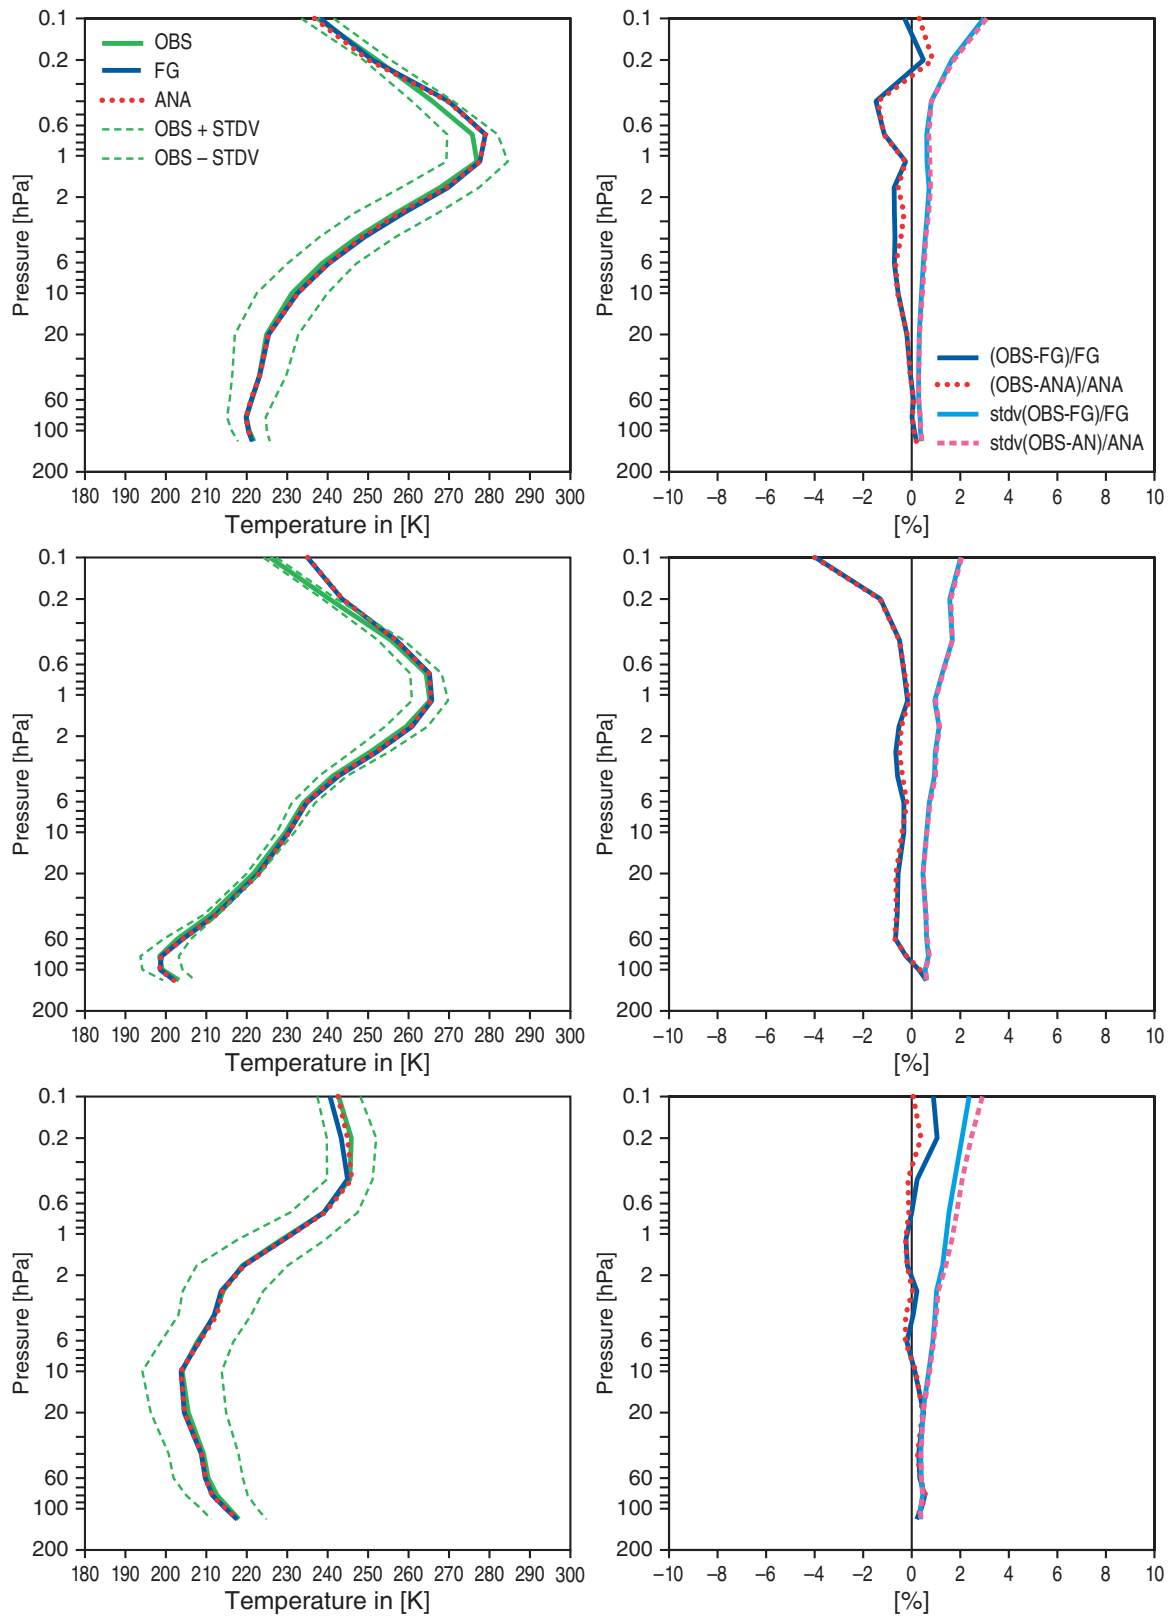 0.1
0.2
0.6
1
2
6
10
20
60
100
200
Pressure [hPa]
OBS
FG
ANA
OBS + STDV
OBS – STDV
180 190 200 210 220 230 240 250 260 270 280 290 300
Temperature in [K]
0.1
0.2
0.6
1
2
6
10
20
60
100
200
Pressure [hPa]
(OBS-FG)/FG
(OBS-ANA)/ANA
stdv(OBS-FG)/FG
stdv(OBS-AN)/ANA
–10 –8 –6 –4 –2 0 2 4 6 8 10
[%]
0.1
0.2
0.6
1
2
6
10
20
60
100
200
Pressure [hPa]
180 190 200 210 220 230 240 250 260 270 280 290 300
Temperature in [K]
0.1
0.2
0.6
1
2
6
10
20
60
100
200
Pressure [hPa]
–10 –8 –6 –4 –2 0 2 4 6 8 10
[%]
0.1
0.2
0.6
1
2
6
10
20
60
100
200
Pressure [hPa]
180 190 200 210 220 230 240 250 260 270 280 290 300
Temperature in [K]
0.1
0.2
0.6
1
2
6
10
20
60
100
200
Pressure [hPa]
–10 –8 –6 –4 –2 0 2 4 6 8 10
[%]